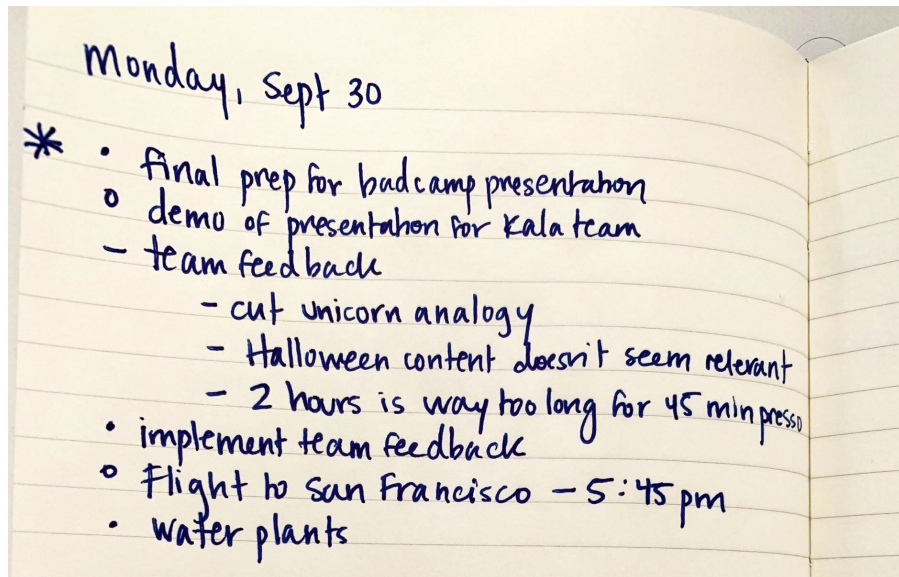 Monday, Sept 30
* • final prep for badcamp presentation
o demo of presentation for Kala team
- team feedback
- cut unicorn analogy
- Halloween content doesn't seem relevant
- 2 hours is way too long for 45 min presso
• implement team feedback
o Flight to San Francisco - 5:45 pm
• water plants